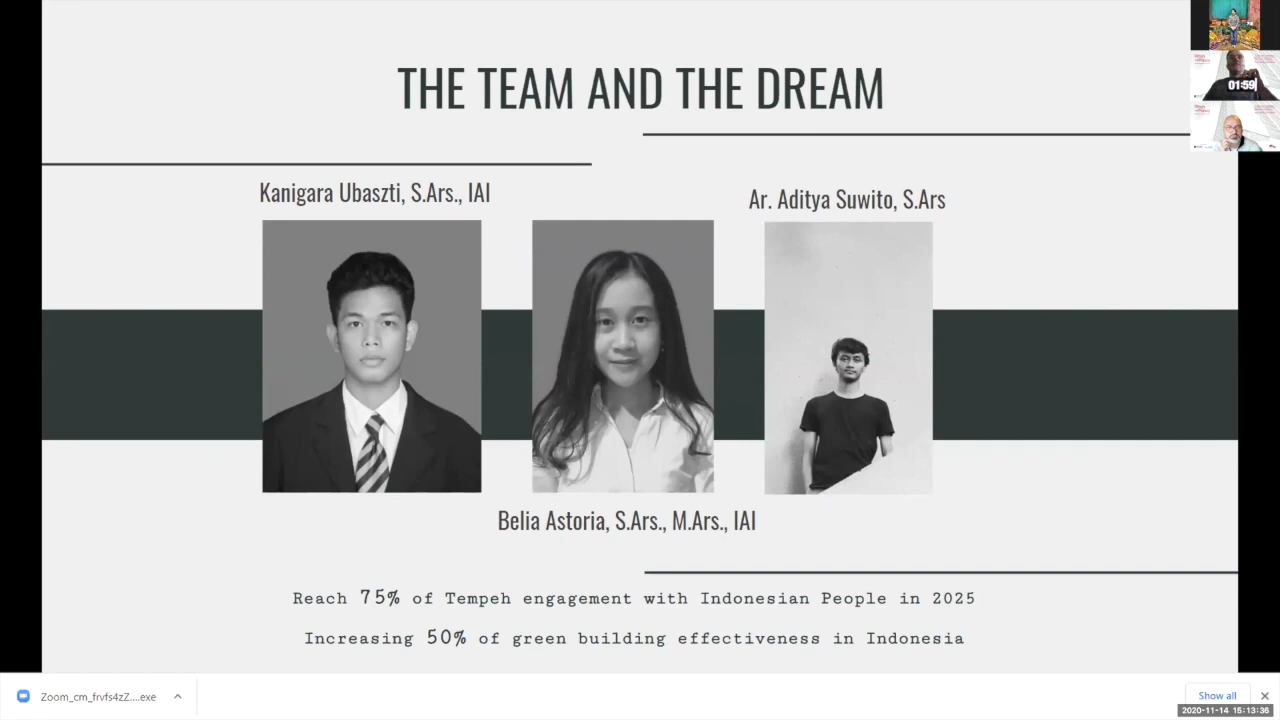 THE TEAM AND THE DREAM
01:59
Kanigara Ubaszti, S.Ars., IAI
Ar. Aditya Suwito, S.Ars
Belia Astoria, S.Ars., M.Ars., IAI
Reach 75% of Tempeh engagement with Indonesian People in 2025
Increasing 50% of green building effectiveness in Indonesia
Zoom_cm_frvfs4zZ....exe
Show all
2020-11-14 15:13:36